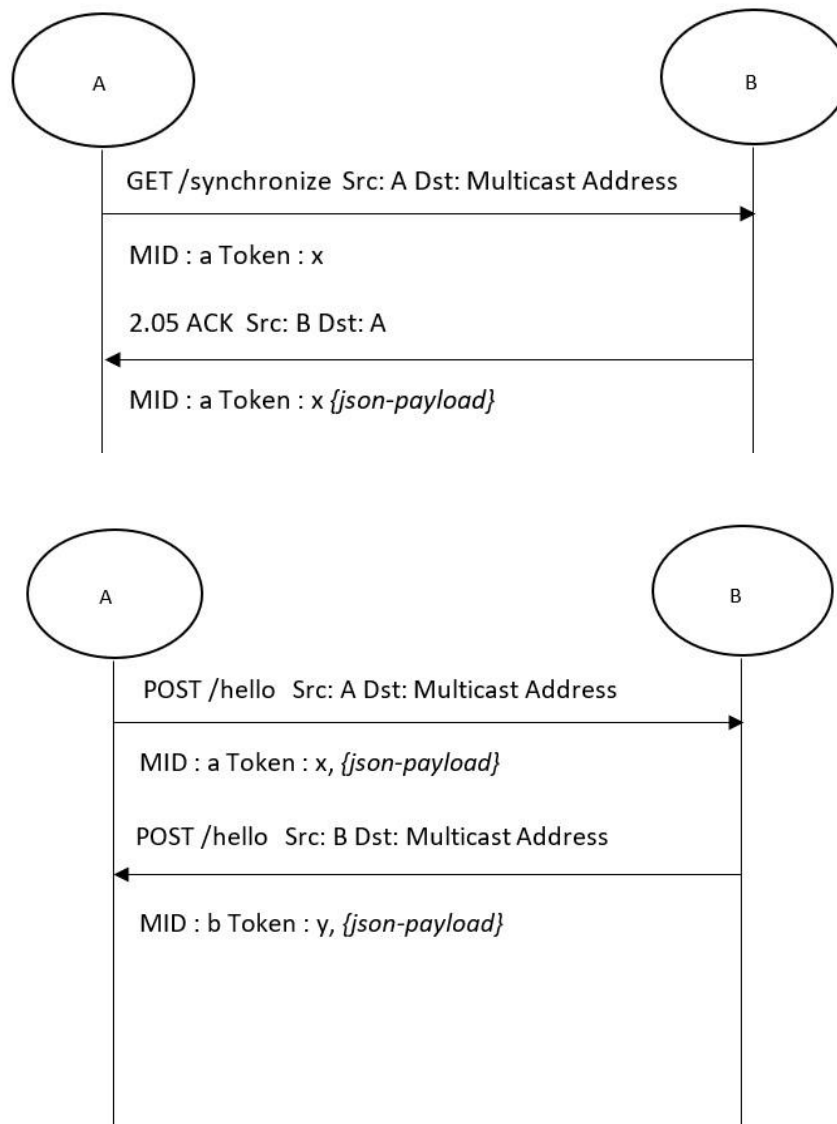 A
B
GET /synchronize Src: A Dst: Multicast Address
MID : a Token : x
2.05 ACK Src: B Dst: A
MID : a Token : x {json-payload}
A
B
POST /hello Src: A Dst: Multicast Address
MID : a Token : x, {json-payload}
POST /hello Src: B Dst: Multicast Address
MID : b Token : y, {json-payload}